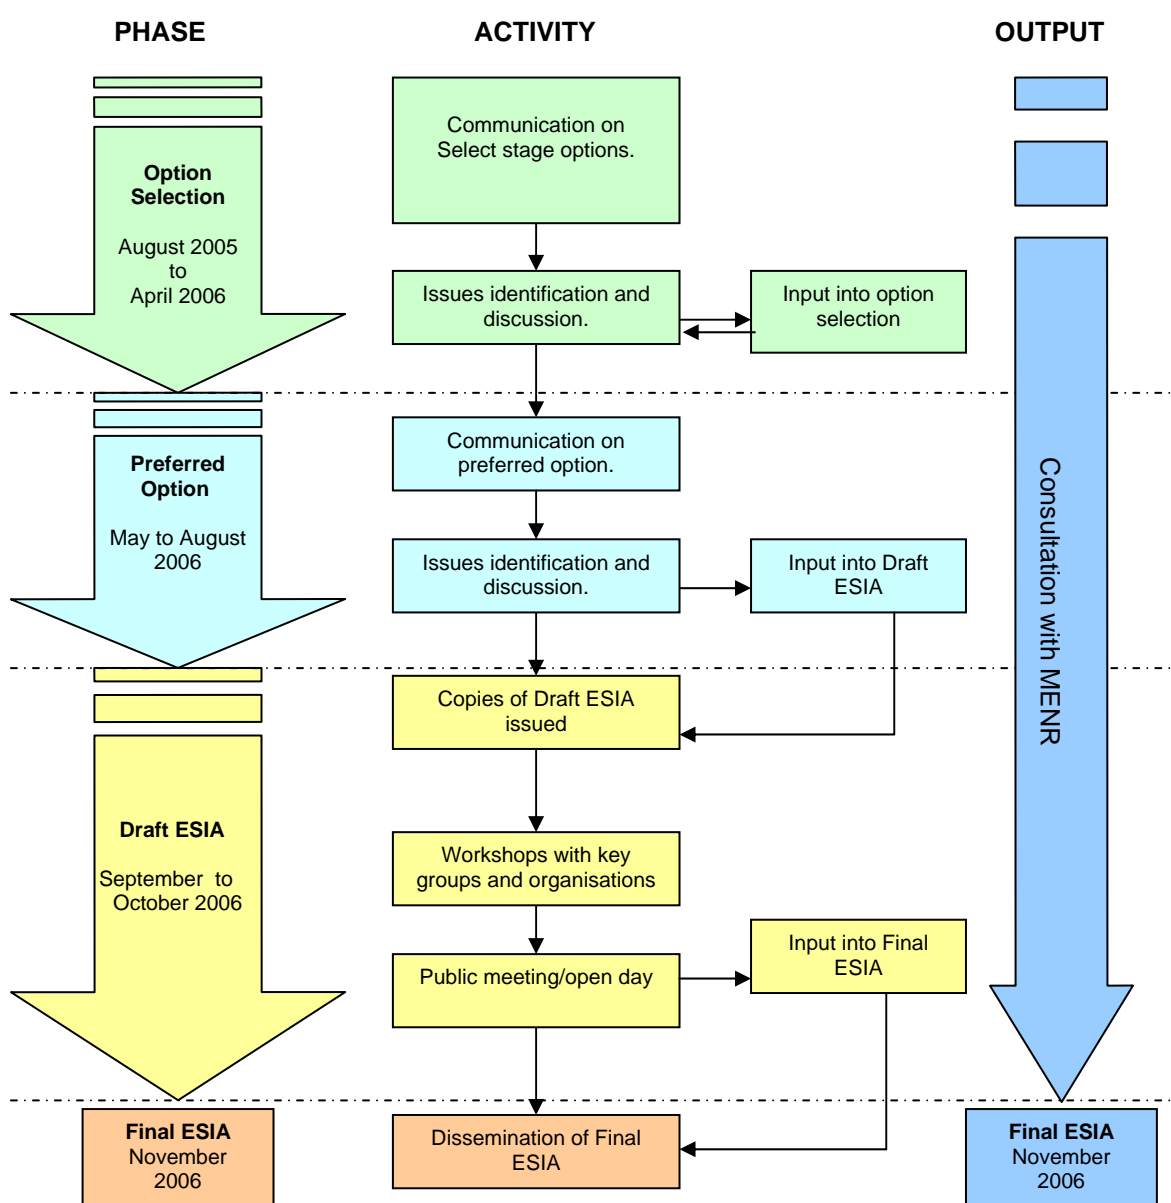 PHASE
ACTIVITY
OUTPUT
Communication on
Select stage options.
Option
Selection
August 2005
to
April 2006
Issues identification and
discussion.
Input into option
selection
Communication on
preferred option.
Preferred
Option
May to August
2006
Issues identification and
discussion.
Input into Draft
ESIA
Consultation with MENR
Copies of Draft ESIA
issued
Draft ESIA
September to
October 2006
Workshops with key
groups and organisations
Public meeting/open day
Input into Final
ESIA
Final ESIA
November
2006
Dissemination of Final
ESIA
Final ESIA
November
2006